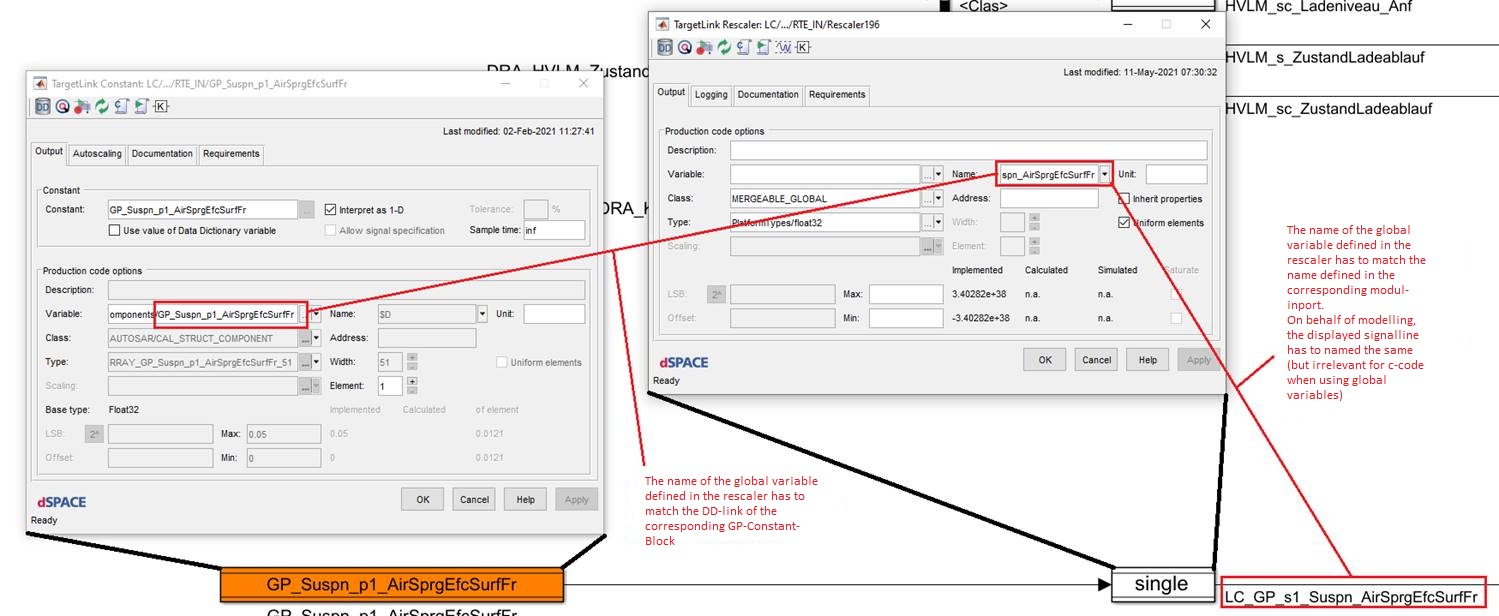 <Clas>
HVLM_sc_Ladeniveau_Anf
HVLM_s_ZustandLadeablauf
HVLM_sc_ZustandLadeablauf
DRA_HVLM_Zustand
DRA_K
TargetLink Constant: LC/.../RTE_IN/GP_Suspn_p1_AirSprgEfcSurfFr
DD
K
Last modified: 02-Feb-2021 11:27:41
Output Autoscaling Documentation Requirements
Constant
Constant: GP_Suspn_p1_AirSprgEfcSurfFr ... Interpret as 1-D Tolerance: %
Use value of Data Dictionary variable Allow signal specification Sample time: inf
Production code options
Description:
Variable: omponents/GP_Suspn_p1_AirSprgEfcSurfFr ... Name: $D Unit:
Class: AUTOSAR/CAL_STRUCT_COMPONENT ... Address:
Type: RRAY_GP_Suspn_p1_AirSprgEfcSurfFr_51 ... Width: 51 Uniform elements
Scaling: ... Element: 1
Base type: Float32 Implemented Calculated of element
LSB: 2^ Max: 0.05 0.05 0.0121
Offset: Min: 0 0 0.0121
dSPACE OK Cancel Help Apply
Ready
TargetLink Rescaler: LC/.../RTE_IN/Rescaler196
DD
K
Last modified: 11-May-2021 07:30:32
Output Logging Documentation Requirements
Production code options
Description:
Variable: ... Name: spn_AirSprgEfcSurfFr Unit:
Class: MERGEABLE_GLOBAL ... Address: Inherit properties
Type: PlatformTypes/float32 ... Width: Uniform elements
Scaling: ... Element:
Implemented Calculated Simulated Saturate
LSB: 2^ Max: 3.40282e+38 n.a. n.a.
Offset: Min: -3.40282e+38 n.a. n.a.
dSPACE OK Cancel Help Apply
Ready
The name of the global
variable defined in the
rescaler has to match the
name defined in the
corresponding modul-
inport.
On behalf of modelling,
the displayed signalline
has to named the same
(but irrelevant for c-code
when using global
variables)
The name of the global variable
defined in the rescaler has to
match the DD-link of the
corresponding GP-Constant-
Block
GP_Suspn_p1_AirSprgEfcSurfFr
single
LC_GP_s1_Suspn_AirSprgEfcSurfFr
GP_Suspn_p1_AirSprgEfcSurfFr